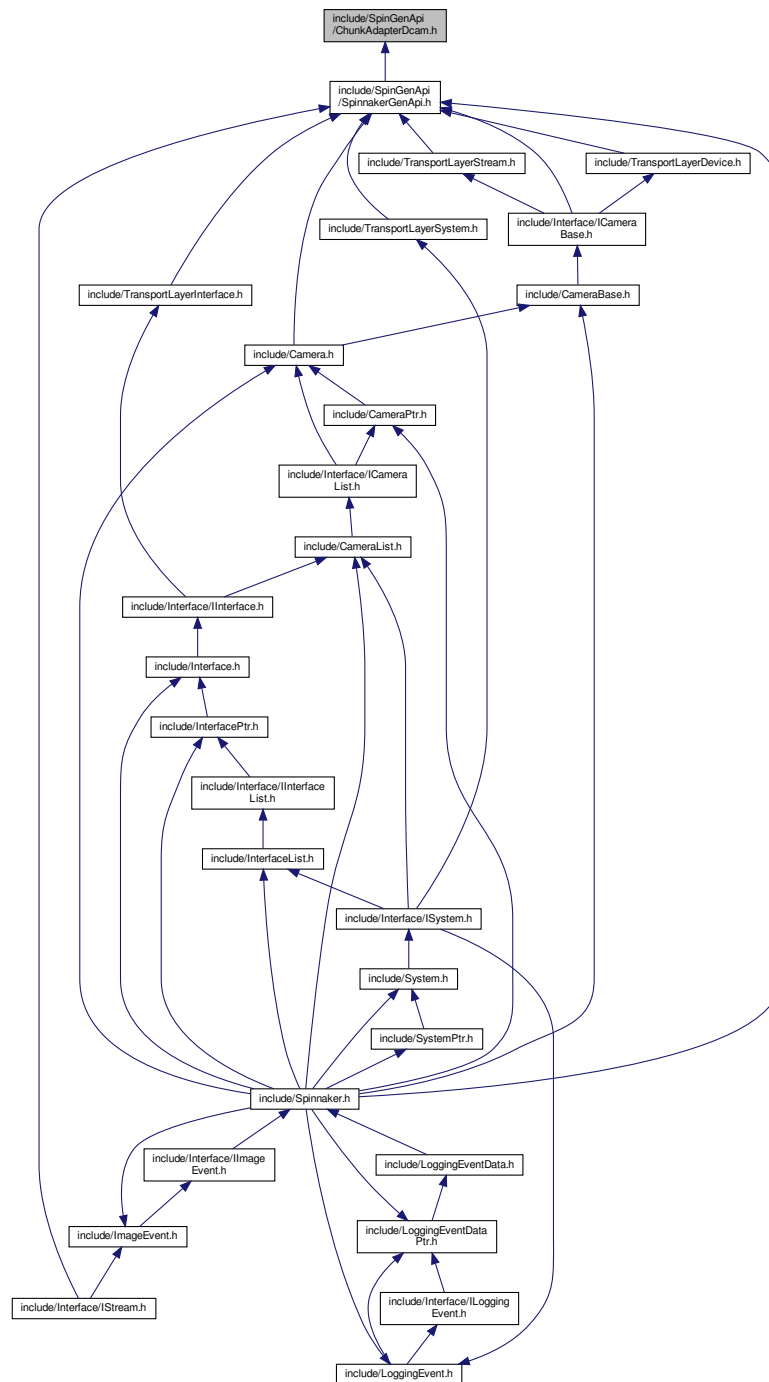 include/SpinGenApi
/ChunkAdapterDcam.h
include/SpinGenApi
/SpinnakerGenApi.h
include/TransportLayerStream.h
include/TransportLayerDevice.h
include/TransportLayerSystem.h
include/Interface/ICamera
Base.h
include/TransportLayerInterface.h
include/CameraBase.h
include/Camera.h
include/CameraPtr.h
include/Interface/ICamera
List.h
include/CameraList.h
include/Interface/IInterface.h
include/Interface.h
include/InterfacePtr.h
include/Interface/IInterface
List.h
include/InterfaceList.h
include/Interface/ISystem.h
include/System.h
include/SystemPtr.h
include/Spinnaker.h
include/Interface/IImage
Event.h
include/LoggingEventData.h
include/ImageEvent.h
include/LoggingEventData
Ptr.h
include/Interface/IStream.h
include/Interface/ILogging
Event.h
include/LoggingEvent.h